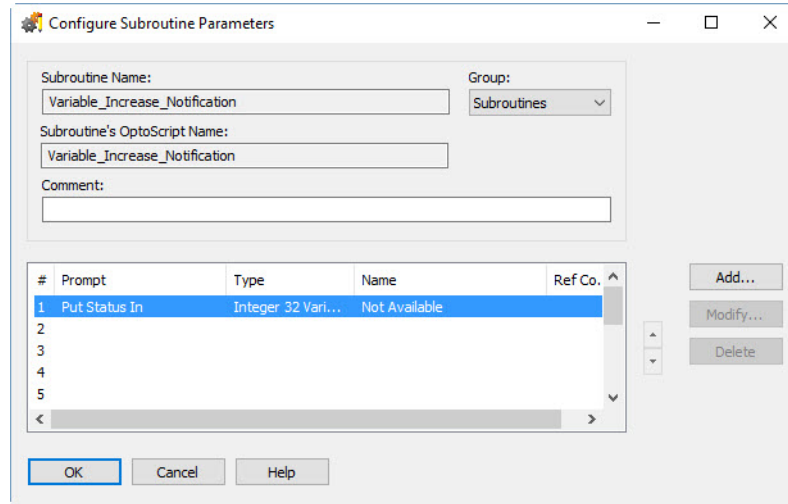 Configure Subroutine Parameters
Subroutine Name:
Group:
Variable_Increase_Notification
Subroutines
Subroutine's OptoScript Name:
Variable_Increase_Notification
Comment:
# Prompt Type Name Ref Co.
1 Put Status In Integer 32 Vari... Not Available
2
3
4
5
Add...
Modify...
Delete
OK Cancel Help